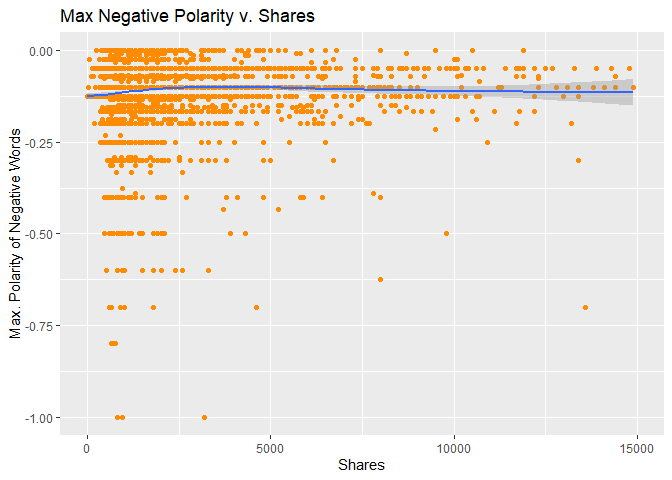 Max Negative Polarity v. Shares
Max. Polarity of Negative Words
0.00
-0.25
-0.50
-0.75
-1.00
0 5000 10000 15000
Shares